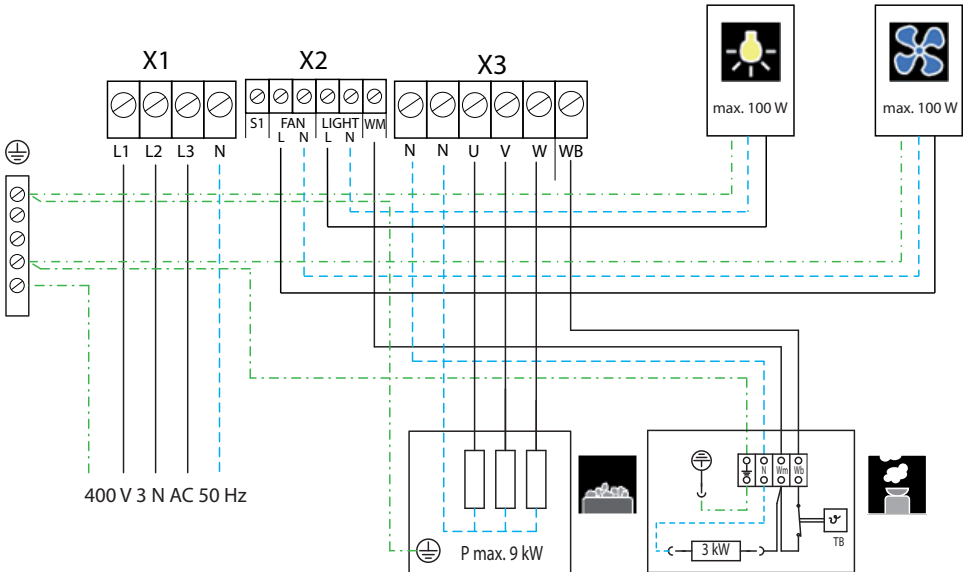 X1 X2 X3
S1 FAN LIGHT WM
L N L N
L1 L2 L3 N
N N U V W WB
max. 100 W
max. 100 W
400 V 3 N AC 50 Hz
P max. 9 kW
N Wm Wb
ϑ
TB
3 kW